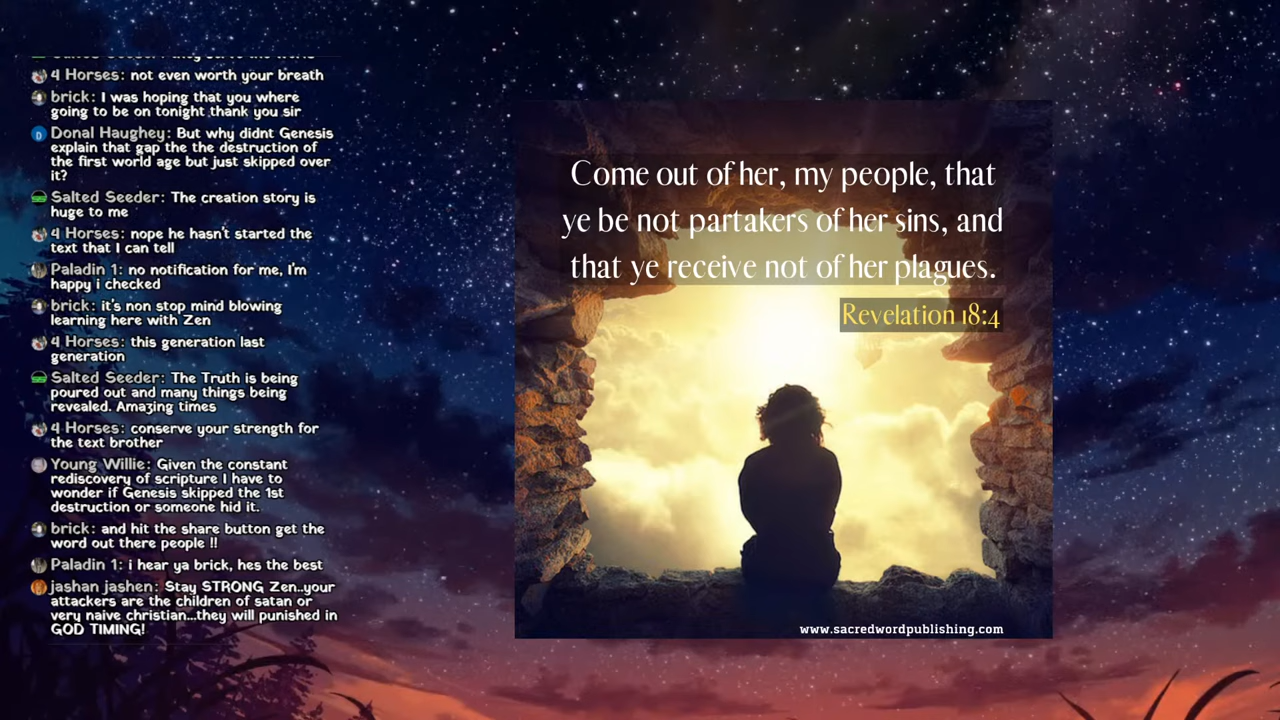 4 Horses: not even worth your breath
brick: I was hoping that you where
going to be on tonight thank you sir
D
Donal Haughey: But why didnt Genesis
explain that gap the the destruction of
the first world age but just skipped over
it?
Salted Seeder: The creation story is
huge to me
4 Horses: nope he hasn't started the
text that I can tell
Paladin 1: no notification for me, I'm
happy i checked
brick: it's non stop mind blowing
learning here with Zen
4 Horses: this generation last
generation
Salted Seeder: The Truth is being
poured out and many things being
revealed. Amazing times
4 Horses: conserve your strength for
the text brother
Young Willie: Given the constant
rediscovery of scripture I have to
wonder if Genesis skipped the 1st
destruction or someone hid it.
brick: and hit the share button get the
word out there people !!
Paladin 1: i hear ya brick, hes the best
jashan jashen: Stay STRONG Zen..your
attackers are the children of satan or
very naive christian...they will punished in
GOD TIMING!
Come out of her, my people, that
ye be not partakers of her sins, and
that ye receive not of her plagues.
Revelation 18:4
www.sacredwordpublishing.com